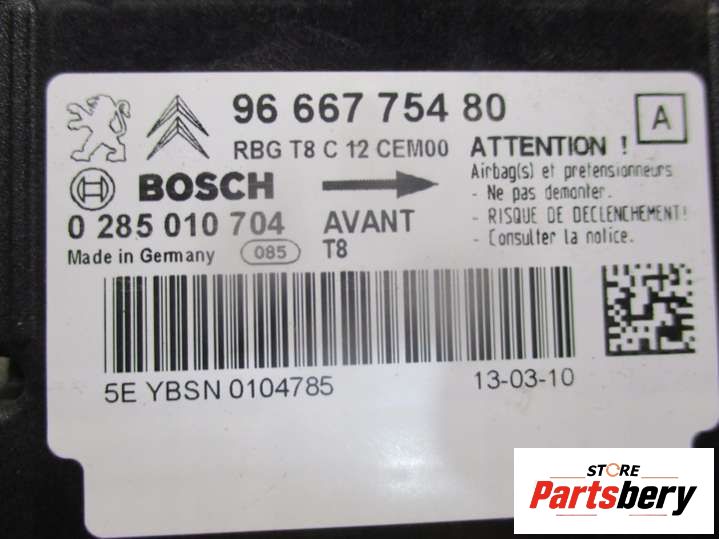 96 667 754 80
A
RBG T8 C 12 CEM00
ATTENTION !
Airbag(s) et pretensionneurs
- Ne pas demonter.
- RISQUE DE DECLENCHEMENT!
- Consulter la notice.
BOSCH
0 285 010 704
AVANT
Made in Germany
085
T8
5E YBSN 0104785
13-03-10
STORE
Partsbery